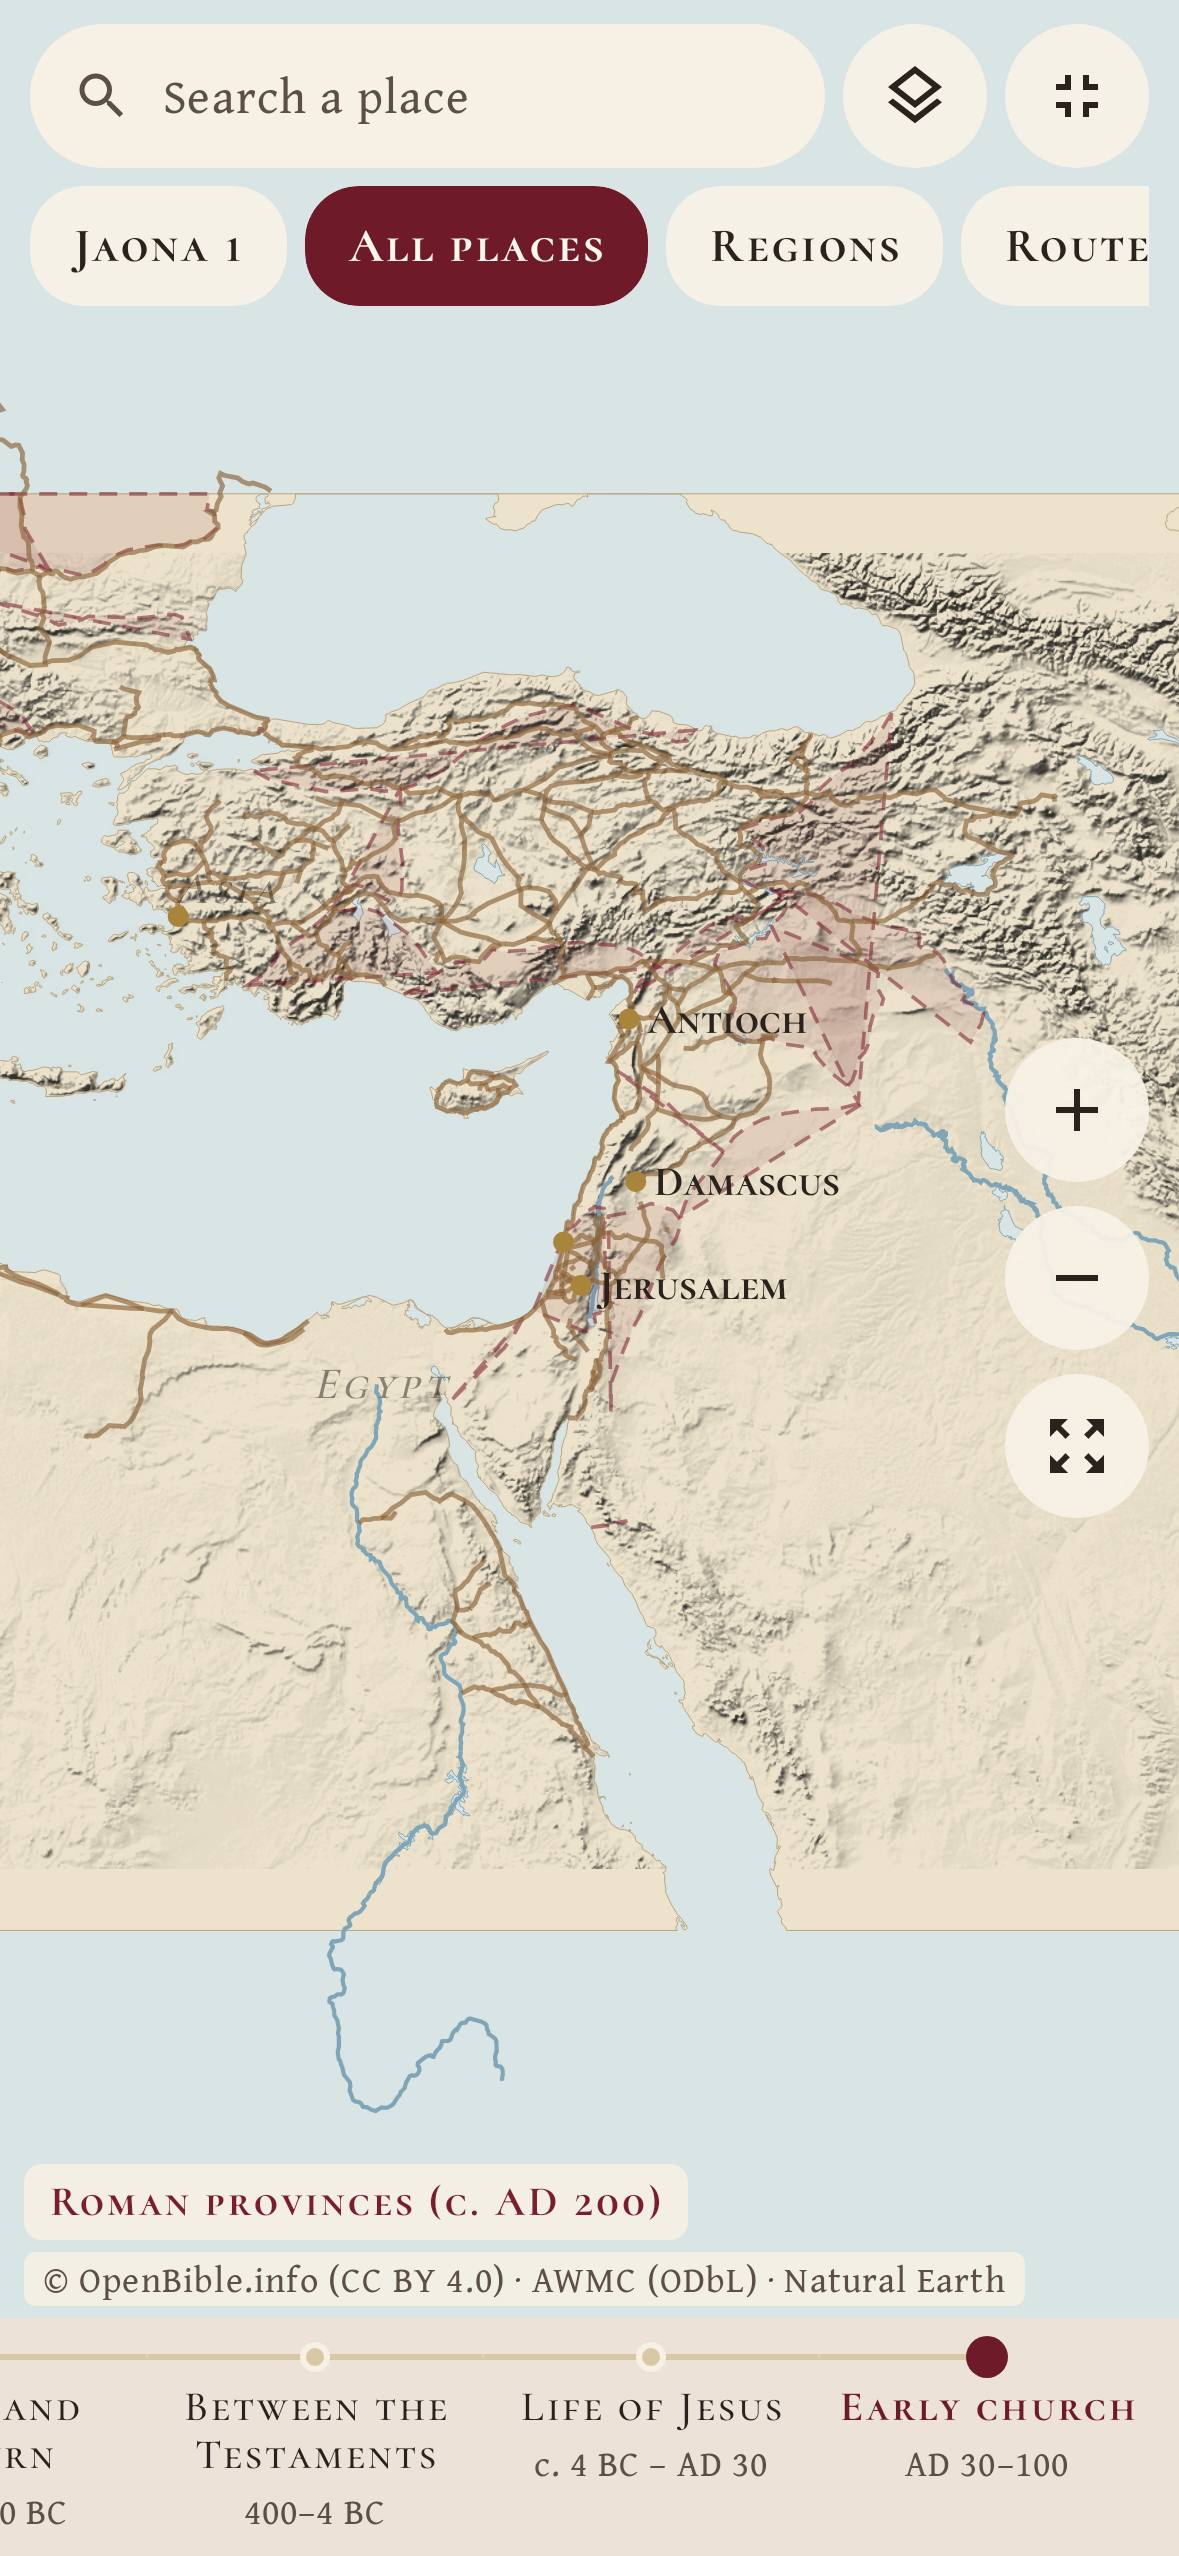 Search a place
Jaona 1
All places
Regions
Route
Asia
Antioch
Damascus
Jerusalem
Egypt
Roman provinces (c. AD 200)
© OpenBible.info (CC BY 4.0) · AWMC (ODbL) · Natural Earth
and
rn
0 BC
Between the
Testaments
400–4 BC
Life of Jesus
c. 4 BC – AD 30
Early church
AD 30–100